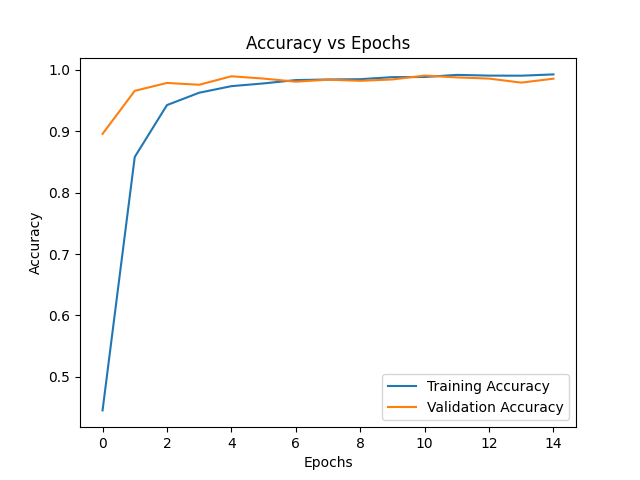 Accuracy vs Epochs
1.0
0.9
0.8
0.7
0.6
0.5
Accuracy
0 2 4 6 8 10 12 14
Epochs
Training Accuracy
Validation Accuracy